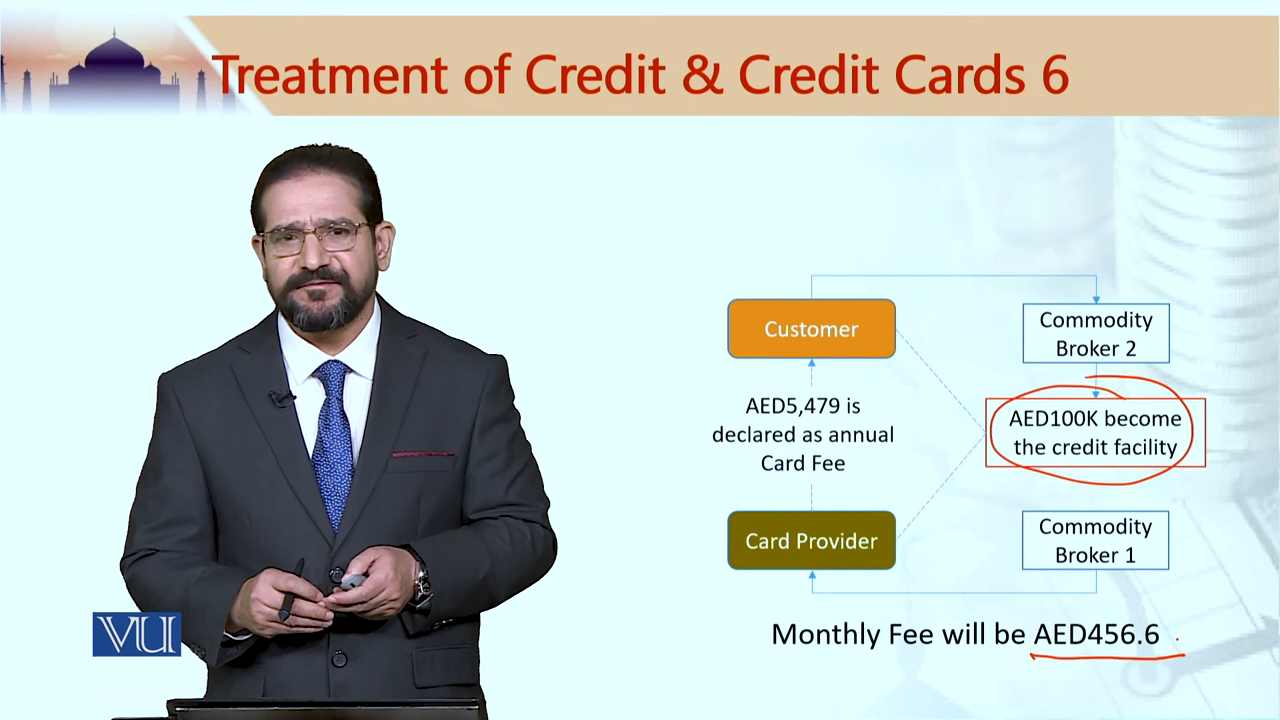 Treatment of Credit & Credit Cards 6
Customer
Commodity
Broker 2
AED5,479 is
declared as annual
Card Fee
AED100K become
the credit facility
Card Provider
Commodity
Broker 1
Monthly Fee will be AED456.6
VU